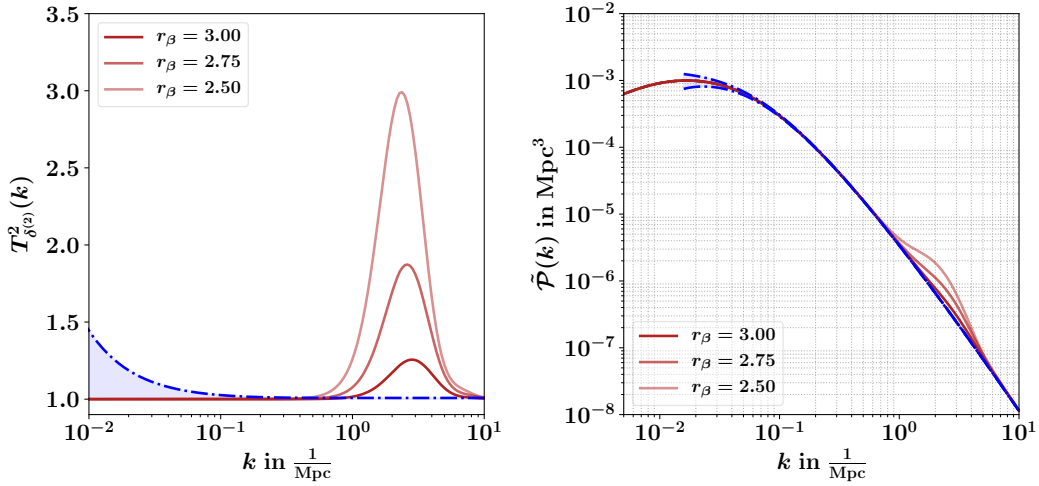 r_β = 3.00
r_β = 2.75
r_β = 2.50
3.5
3.0
2.5
2.0
1.5
1.0
T²_δ⁽²⁾(k)
10⁻² 10⁻¹ 10⁰ 10¹
k in 1/Mpc
10⁻²
10⁻³
10⁻⁴
10⁻⁵
10⁻⁶
10⁻⁷
10⁻⁸
𝒫̃(k) in Mpc³
r_β = 3.00
r_β = 2.75
r_β = 2.50
10⁻² 10⁻¹ 10⁰ 10¹
k in 1/Mpc